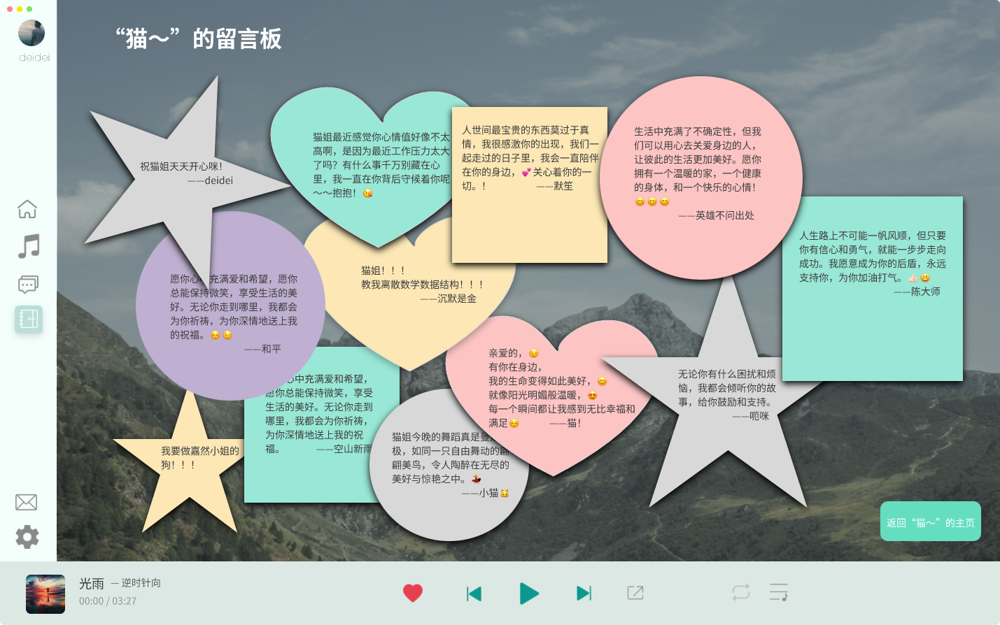 deidei
“猫～”的留言板
祝猫姐天天开心咪！
——deidei
猫姐最近感觉你心情值好像不太
高啊，是因为最近工作压力太大
了吗？有什么事千万别藏在心
里，我一直在你背后守候着你呢
～～抱抱！😘
人世间最宝贵的东西莫过于真
情，我很感激你的出现，我们一
起走过的日子里，我会一直陪伴
在你的身边，💕关心着你的一
切。！ ——默笙
生活中充满了不确定性，但我
们可以用心去关爱身边的人，
让彼此的生活更加美好。愿你
拥有一个温暖的家，一个健康
的身体，和一个快乐的心情！
😊😊😊
——英雄不问出处
人生路上不可能一帆风顺，但只要
你有信心和勇气，就能一步步走向
成功。我愿意成为你的后盾，永远
支持你，为你加油打气。👍🏻😃
——陈大师
愿你心 充满爱和希望，愿你
总能保持微笑，享受生活的美
好。无论你走到哪里，我都会
为你祈祷，为你深情地送上我
的祝福。☺️😉
——和平
猫姐！！！
教我离散数学数据结构！！！
——沉默是金
心中充满爱和希望，
愿你总能保持微笑，享受
生活的美好。无论你走到
哪里，我都会为你祈祷，
为你深情地送上我的祝
福。 ——空山新雨
亲爱的，😉
有你在身边，
我的生命变得如此美好，😊
就像阳光明媚般温暖，😍
每一个瞬间都让我感到无比幸福和
满足☺️ ——猫！
无论你有什么困扰和烦
恼，我都会倾听你的故
事，给你鼓励和支持。
——呃咪
我要做嘉然小姐的
狗！！！
猫姐今晚的舞蹈真是曼
极，如同一只自由舞动的翩
翩美鸟，令人陶醉在无尽的
美好与惊艳之中。💃
——小猫🐱
返回“猫～”的主页
光雨 — 逆时针向
00:00 / 03:27